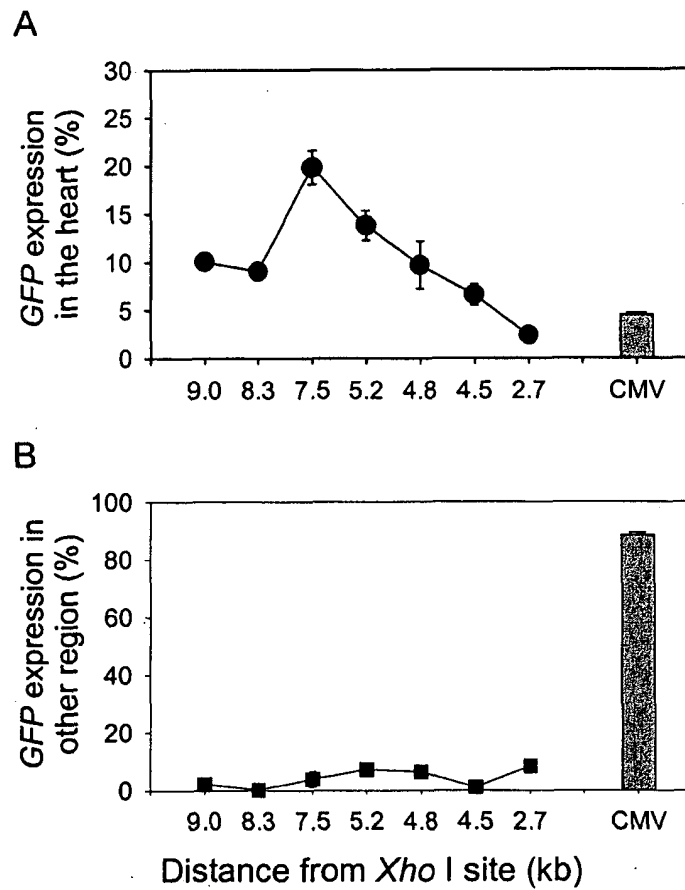 A
GFP expression
in the heart (%)
30
25
20
15
10
5
0
9.0 8.3 7.5 5.2 4.8 4.5 2.7 CMV
B
GFP expression in
other region (%)
100
80
60
40
20
0
9.0 8.3 7.5 5.2 4.8 4.5 2.7 CMV
Distance from Xho I site (kb)